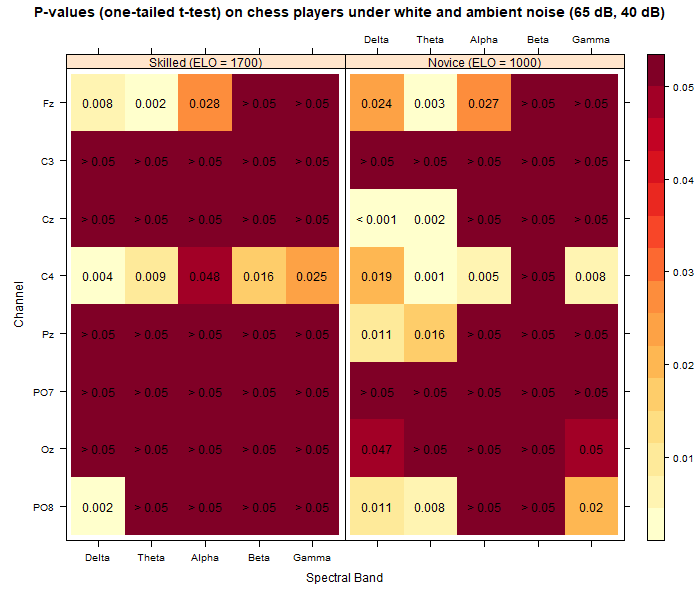 P-values (one-tailed t-test) on chess players under white and ambient noise (65 dB, 40 dB)
Delta Theta Alpha Beta Gamma
Skilled (ELO = 1700) Novice (ELO = 1000)
Fz 0.008 0.002 0.028 > 0.05 > 0.05 0.024 0.003 0.027 > 0.05 > 0.05 0.05
C3 > 0.05 > 0.05 > 0.05 > 0.05 > 0.05 > 0.05 > 0.05 > 0.05 > 0.05 > 0.05 0.04
Cz > 0.05 > 0.05 > 0.05 > 0.05 > 0.05 < 0.001 0.002 > 0.05 > 0.05 > 0.05
C4 0.004 0.009 0.048 0.016 0.025 0.019 0.001 0.005 > 0.05 0.008 0.03
Pz > 0.05 > 0.05 > 0.05 > 0.05 > 0.05 0.011 0.016 > 0.05 > 0.05 > 0.05 0.02
PO7 > 0.05 > 0.05 > 0.05 > 0.05 > 0.05 > 0.05 > 0.05 > 0.05 > 0.05 > 0.05
Oz > 0.05 > 0.05 > 0.05 > 0.05 > 0.05 0.047 > 0.05 > 0.05 > 0.05 0.05 0.01
PO8 0.002 > 0.05 > 0.05 > 0.05 > 0.05 0.011 0.008 > 0.05 > 0.05 0.02
Channel
Delta Theta Alpha Beta Gamma
Spectral Band